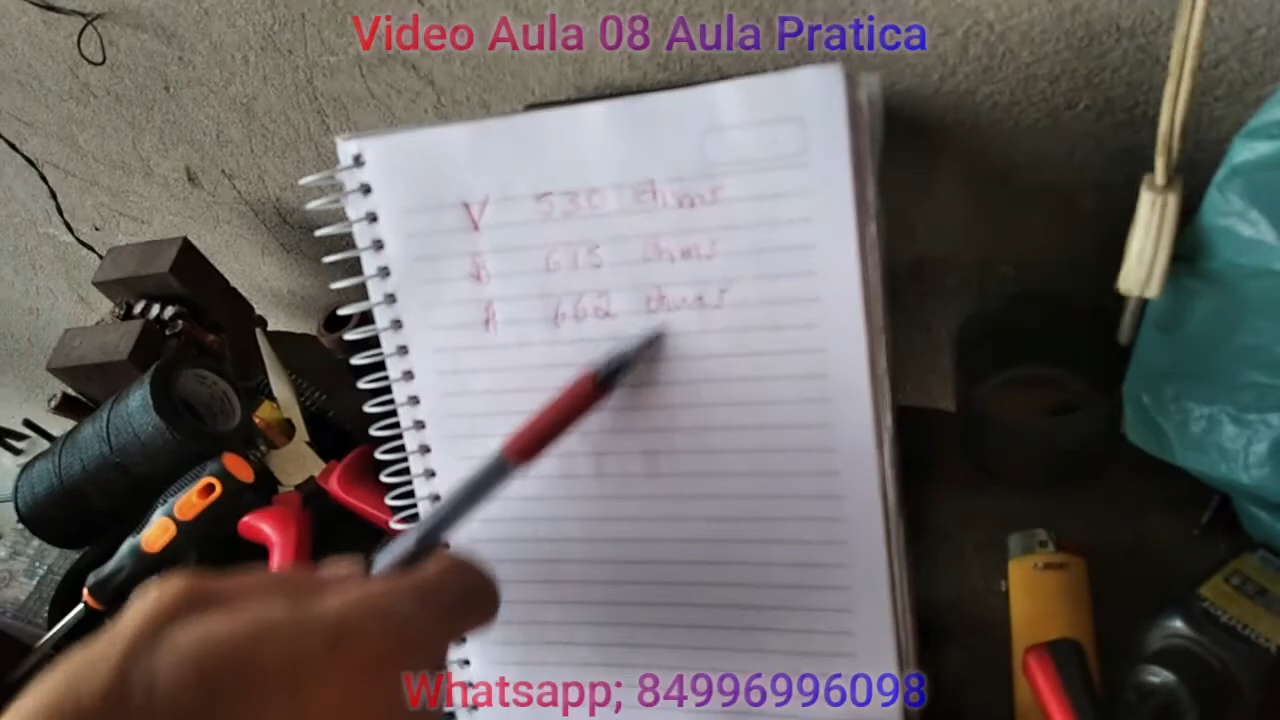 Video Aula 08 Aula Pratica
V 530 ohms
B 675 ohms
A 662 ohms
Whatsapp; 84996996098